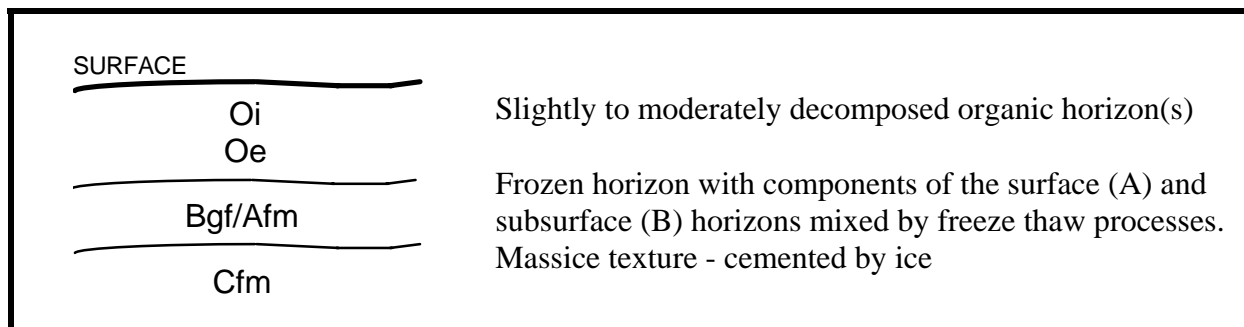 SURFACE
Oi
Slightly to moderately decomposed organic horizon(s)
Oe
Frozen horizon with components of the surface (A) and
Bgf/Afm
subsurface (B) horizons mixed by freeze thaw processes.
Massice texture - cemented by ice
Cfm